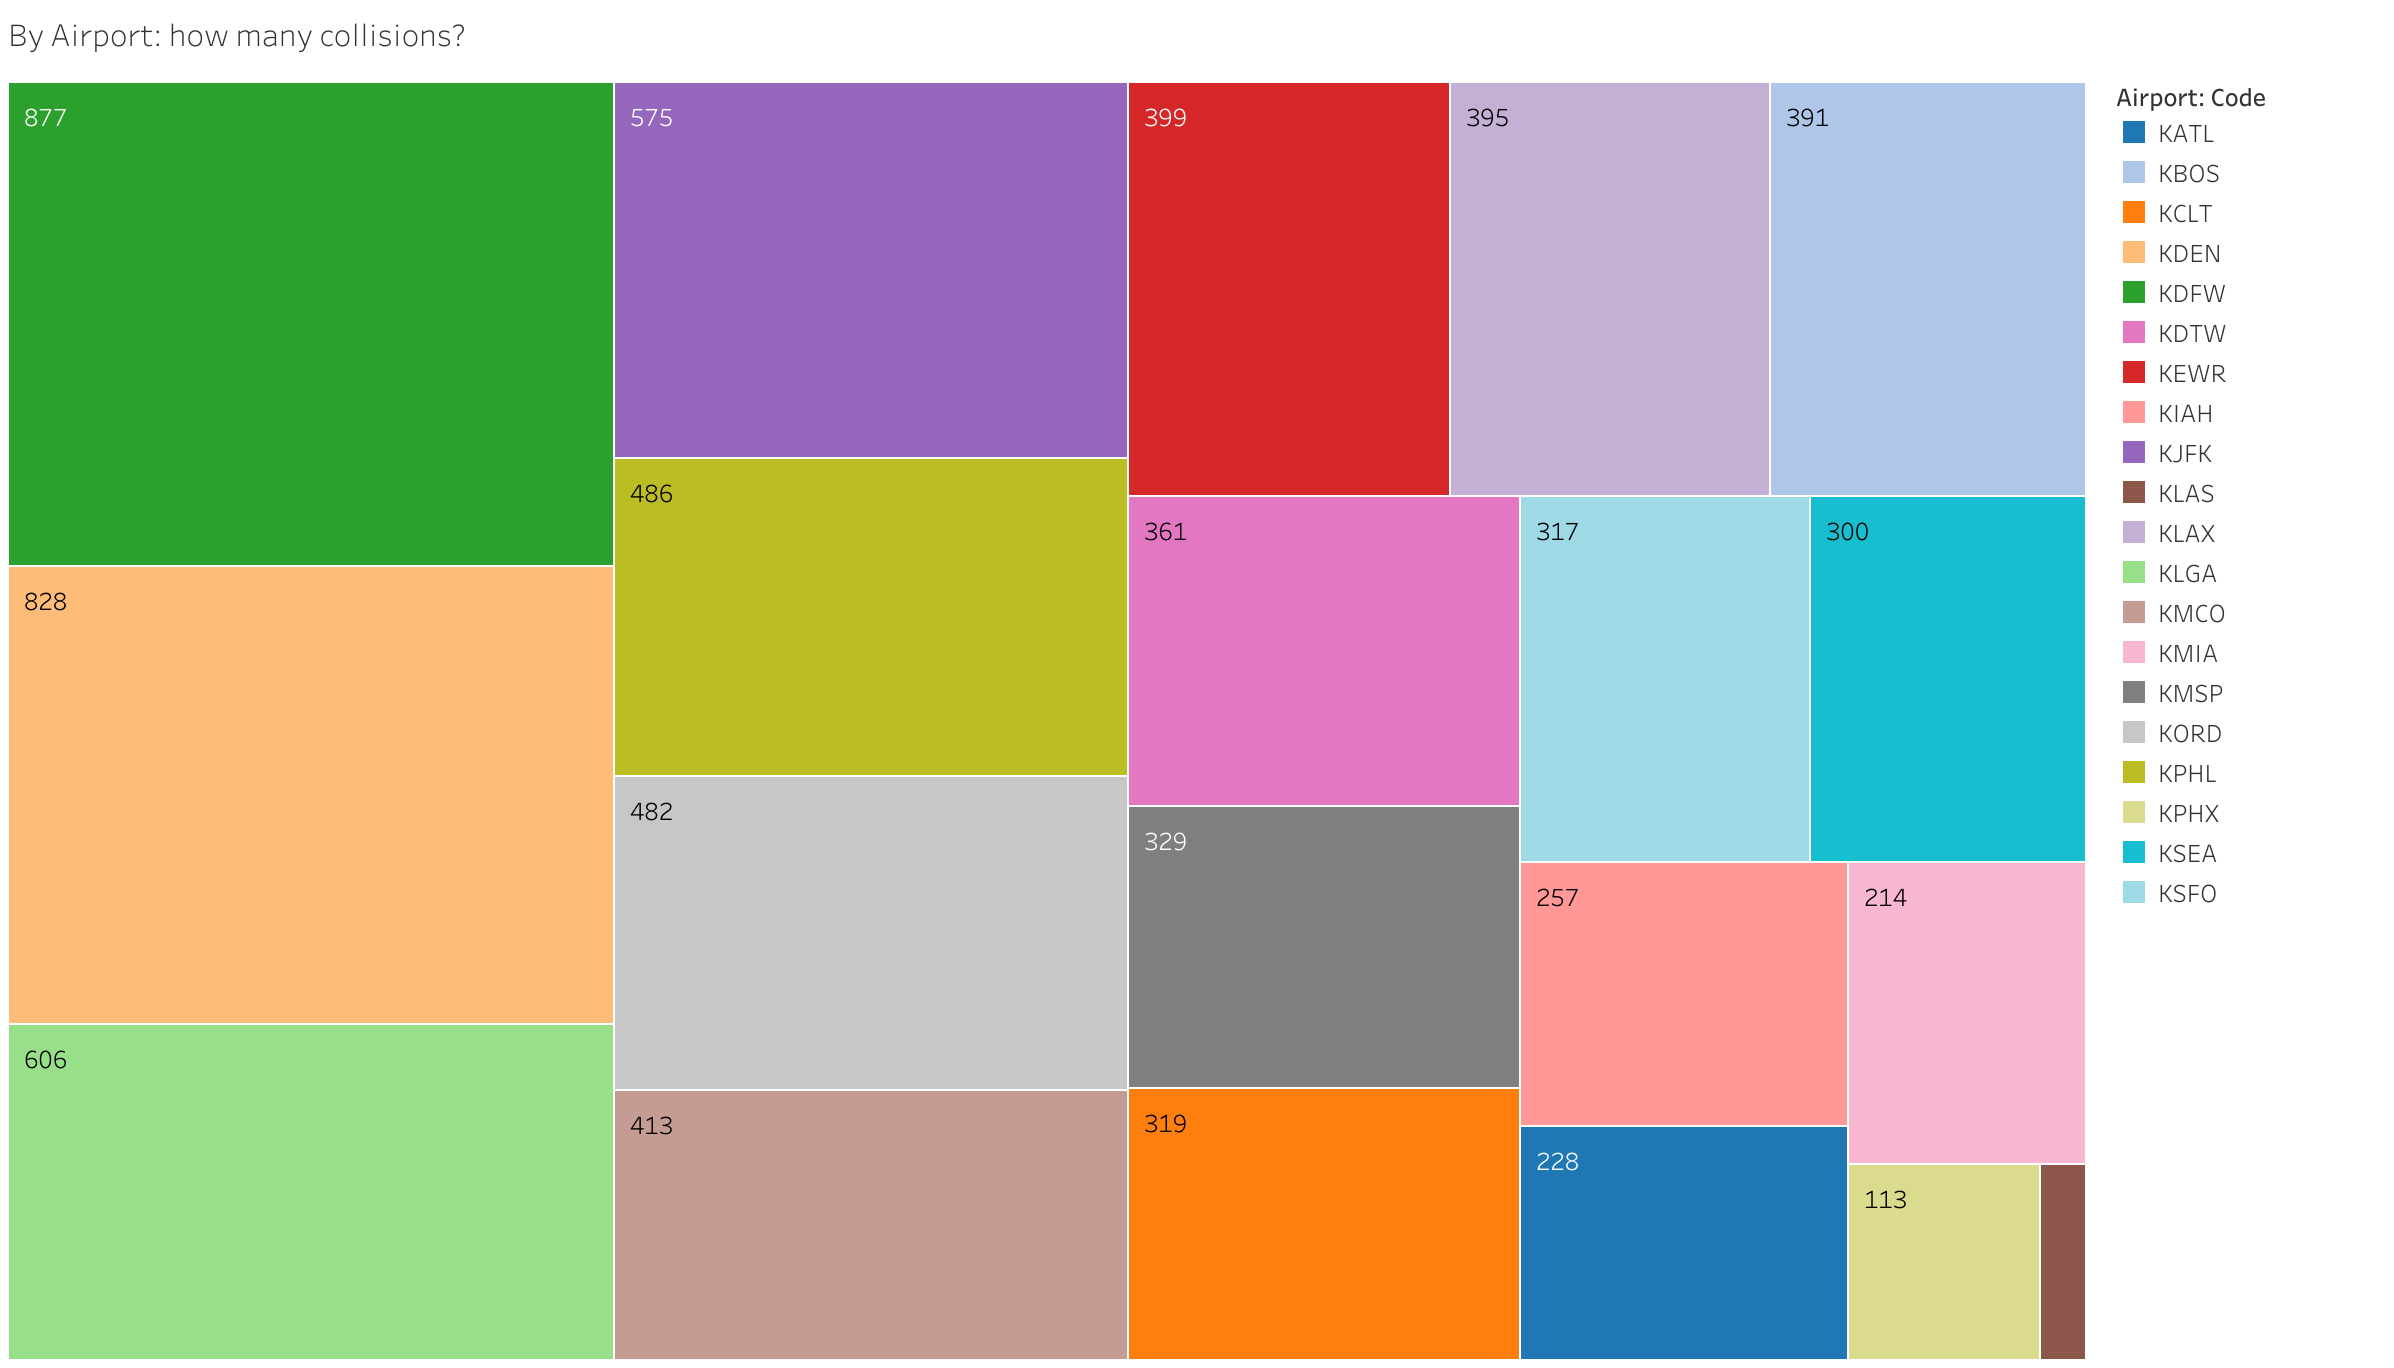 By Airport: how many collisions?
877
575
399
395
391
486
361
317
300
828
482
329
257
214
606
413
319
228
113
Airport: Code
KATL
KBOS
KCLT
KDEN
KDFW
KDTW
KEWR
KIAH
KJFK
KLAS
KLAX
KLGA
KMCO
KMIA
KMSP
KORD
KPHL
KPHX
KSEA
KSFO